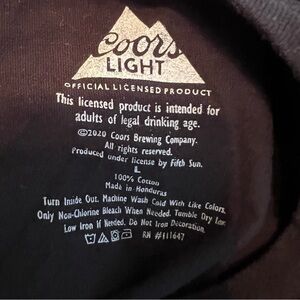 Coors
LIGHT
OFFICIAL LICENSED PRODUCT
This licensed product is intended for
adults of legal drinking age.
©2020 Coors Brewing Company.
All rights reserved.
Produced under license by Fifth Sun.
L
100% Cotton
Made in Honduras
Turn Inside Out. Machine Wash Cold With Like Colors.
Only Non-Chlorine Bleach When Needed. Tumble Dry Low.
Low Iron if Needed. Do Not Iron Decoration.
RN #111647